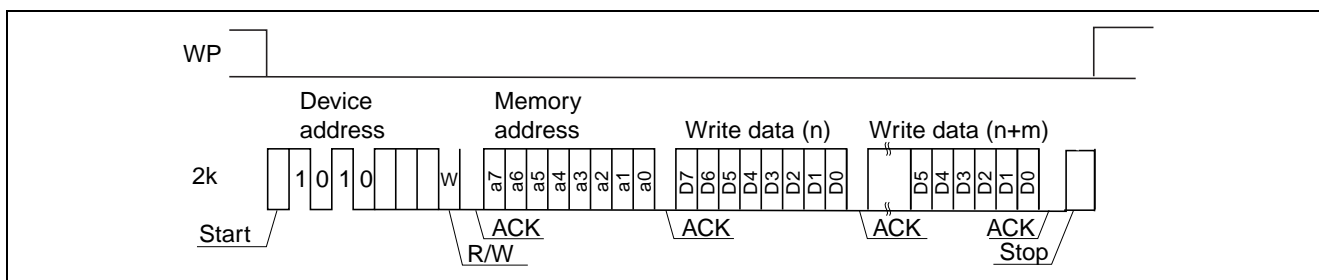 WP
Device
address
Memory
address
Write data (n)
Write data (n+m)
2k
1 0 1 0
W
a7 a6 a5 a4 a3 a2 a1 a0
D7 D6 D5 D4 D3 D2 D1 D0
D5 D4 D3 D2 D1 D0
Start
R/W
ACK
ACK
ACK
ACK
Stop